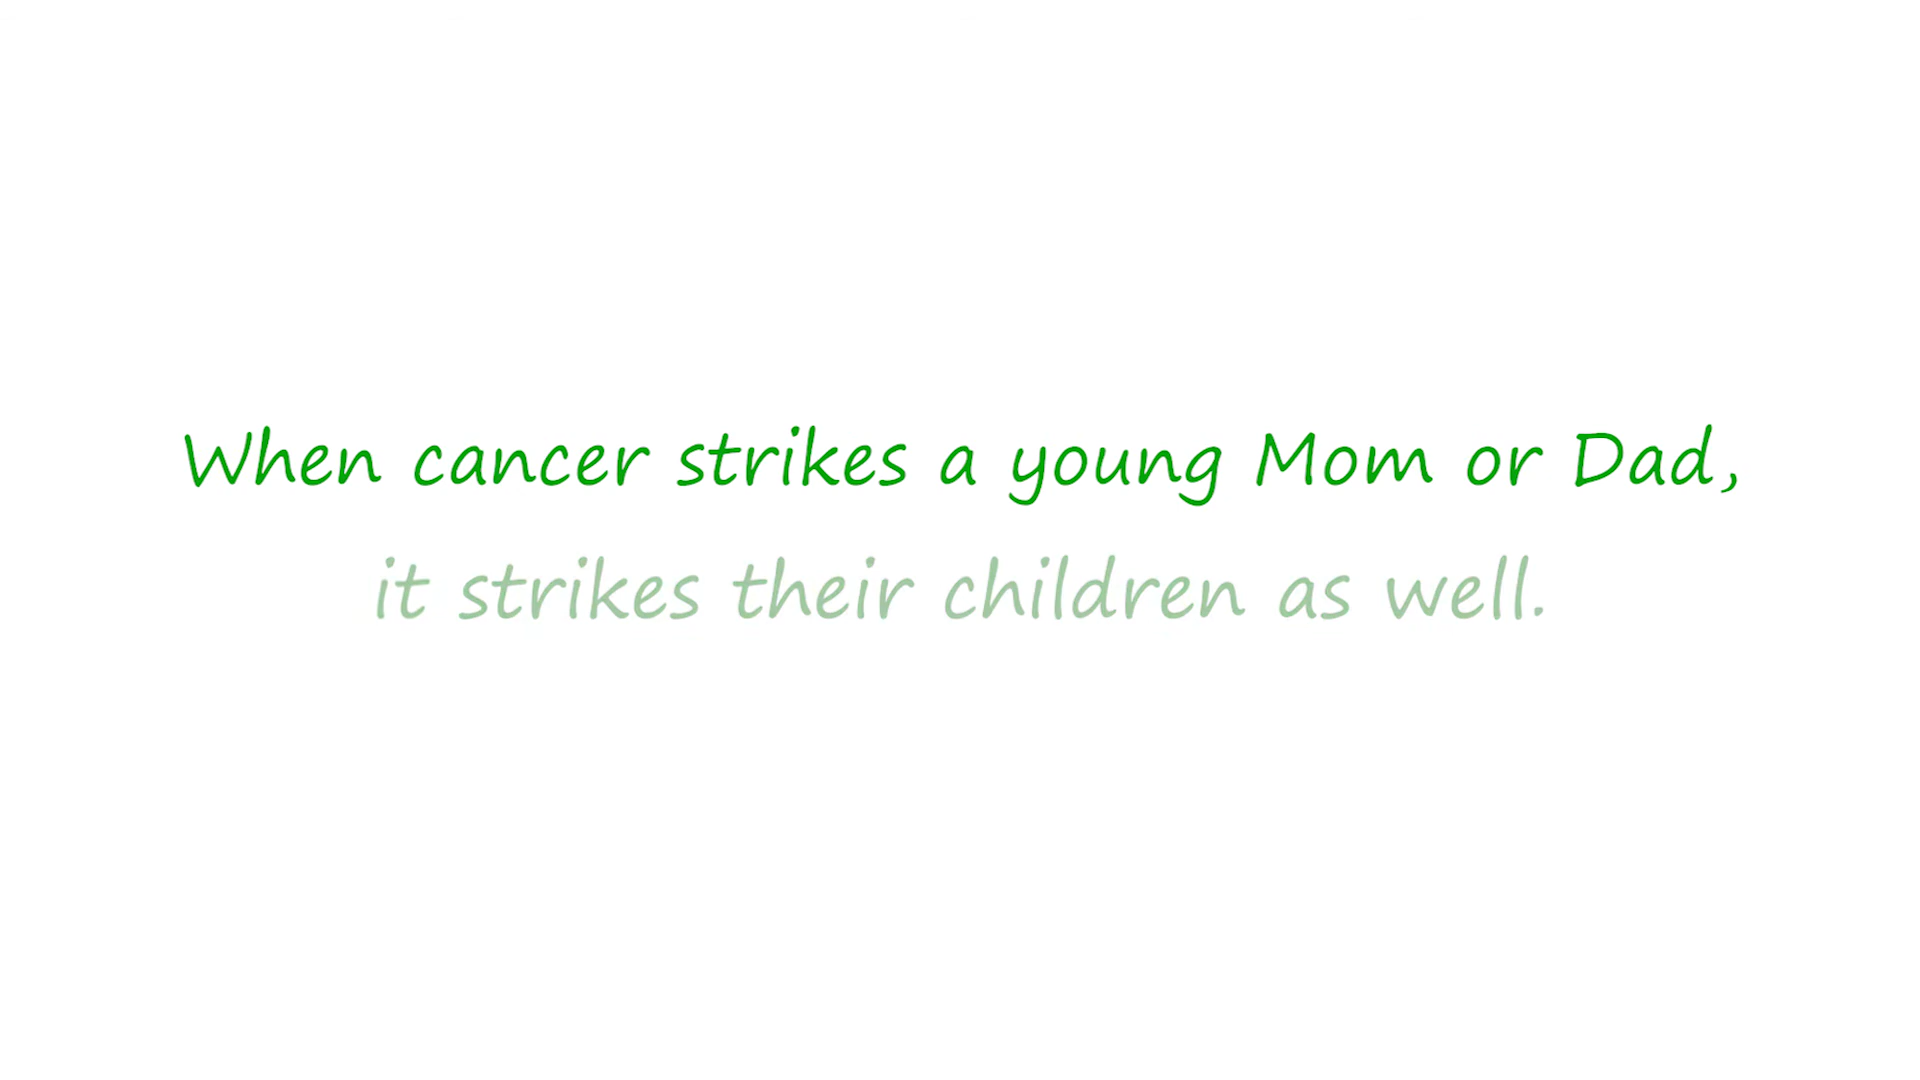 When cancer strikes a young Mom or Dad,
it strikes their children as well.